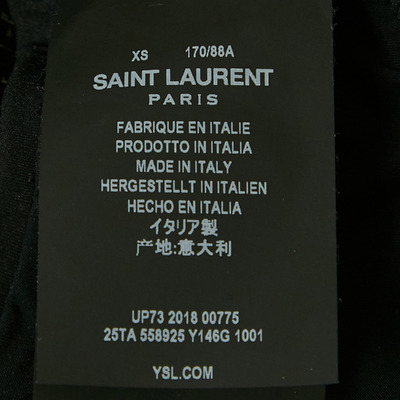 XS 170/88A
SAINT LAURENT
PARIS
FABRIQUE EN ITALIE
PRODOTTO IN ITALIA
MADE IN ITALY
HERGESTELLT IN ITALIEN
HECHO EN ITALIA
イタリア製
产地:意大利
UP73 2018 00775
25TA 558925 Y146G 1001
YSL.COM